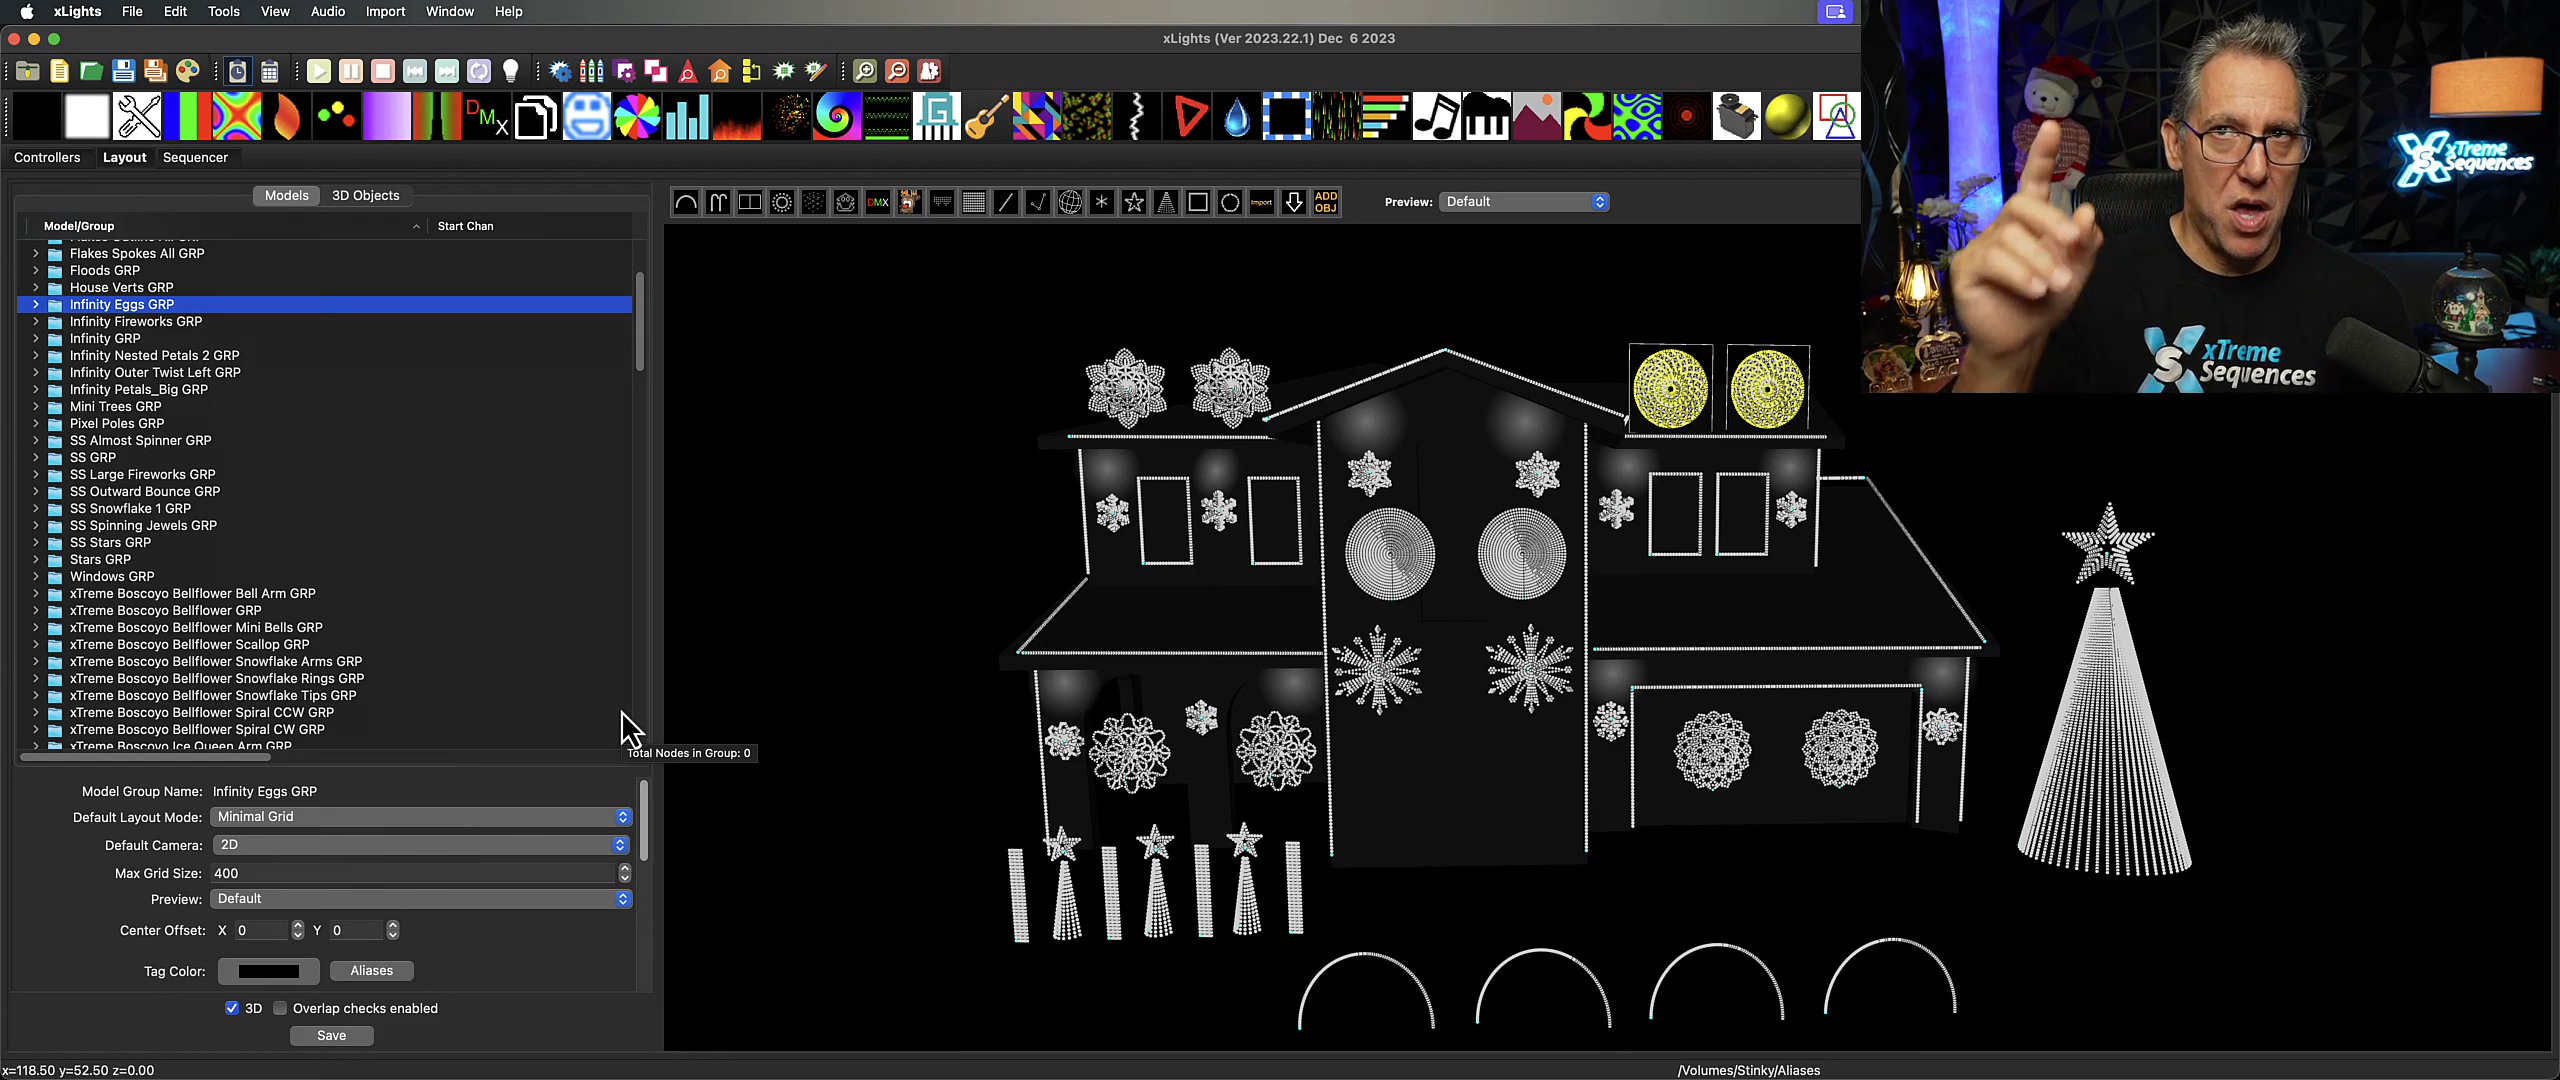 xLights File Edit Tools View Audio Import Window Help
xLights (Ver 2023.22.1) Dec 6 2023
DMX
Controllers Layout Sequencer
Models 3D Objects
DMX Import ADD OBJ
Preview: Default
Model/Group Start Chan
Flakes Outline All GRP
Flakes Spokes All GRP
Floods GRP
House Verts GRP
Infinity Eggs GRP
Infinity Fireworks GRP
Infinity GRP
Infinity Nested Petals 2 GRP
Infinity Outer Twist Left GRP
Infinity Petals_Big GRP
Mini Trees GRP
Pixel Poles GRP
SS Almost Spinner GRP
SS GRP
SS Large Fireworks GRP
SS Outward Bounce GRP
SS Snowflake 1 GRP
SS Spinning Jewels GRP
SS Stars GRP
Stars GRP
Windows GRP
xTreme Boscoyo Bellflower Bell Arm GRP
xTreme Boscoyo Bellflower GRP
xTreme Boscoyo Bellflower Mini Bells GRP
xTreme Boscoyo Bellflower Scallop GRP
xTreme Boscoyo Bellflower Snowflake Arms GRP
xTreme Boscoyo Bellflower Snowflake Rings GRP
xTreme Boscoyo Bellflower Snowflake Tips GRP
xTreme Boscoyo Bellflower Spiral CCW GRP
xTreme Boscoyo Bellflower Spiral CW GRP
xTreme Boscoyo Ice Queen Arm GRP
Total Nodes in Group: 0
Model Group Name: Infinity Eggs GRP
Default Layout Mode: Minimal Grid
Default Camera: 2D
Max Grid Size: 400
Preview: Default
Center Offset: X 0 Y 0
Tag Color: Aliases
3D Overlap checks enabled
Save
x=118.50 y=52.50 z=0.00
/Volumes/Stinky/Aliases
XS xTreme
Sequences
XS xTreme
Sequences